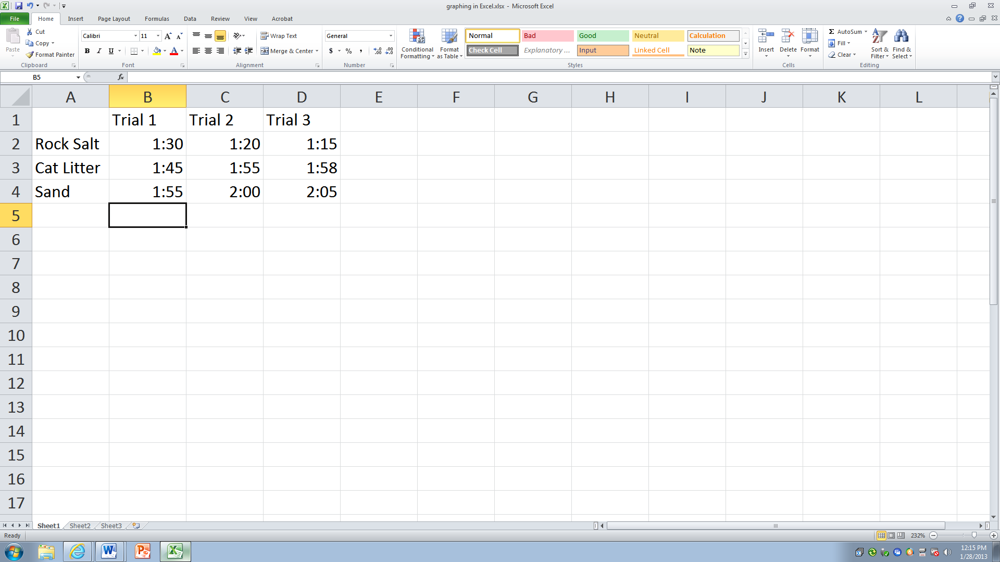 graphing in Excel.xlsx - Microsoft Excel
File Home Insert Page Layout Formulas Data Review View Acrobat
Paste
Cut
Copy
Format Painter
Clipboard
Calibri 11
B I U
Font
Wrap Text
Merge & Center
Alignment
General
$ % ,
Number
Conditional Formatting
Format as Table
Normal Bad Good Neutral Calculation
Check Cell Explanatory ... Input Linked Cell Note
Styles
Insert Delete Format
Cells
Σ AutoSum
Fill
Clear
Sort & Filter
Find & Select
Editing
B5 fx
A B C D E F G H I J K L
1 Trial 1 Trial 2 Trial 3
2 Rock Salt 1:30 1:20 1:15
3 Cat Litter 1:45 1:55 1:58
4 Sand 1:55 2:00 2:05
5
6
7
8
9
10
11
12
13
14
15
16
17
Sheet1 Sheet2 Sheet3
Ready 232%
12:15 PM
1/28/2013